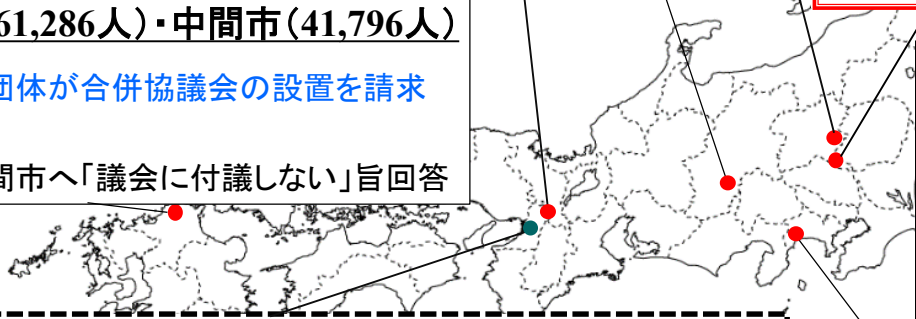 61,286人)・中間市(41,796人)
団体が合併協議会の設置を請求
間市へ「議会に付議しない」旨回答